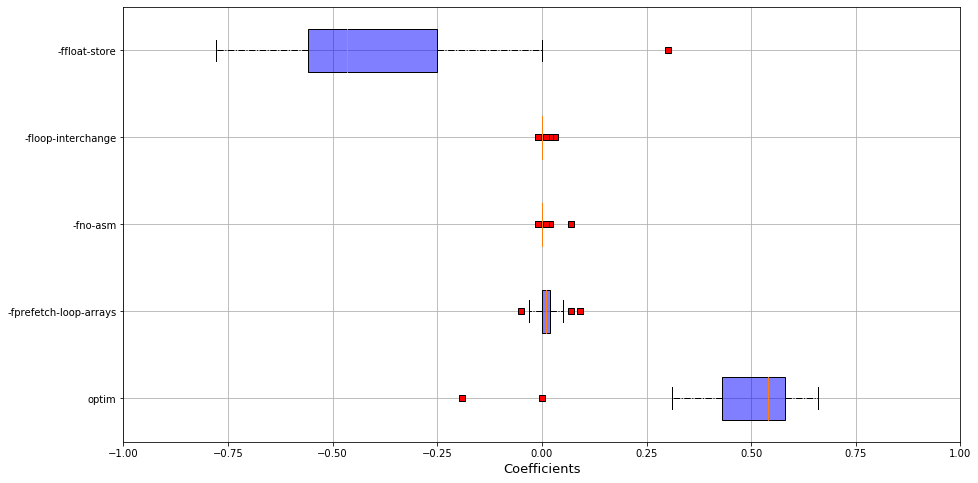 -ffloat-store
-floop-interchange
-fno-asm
-fprefetch-loop-arrays
optim
−1.00 −0.75 −0.50 −0.25 0.00 0.25 0.50 0.75 1.00
Coefficients